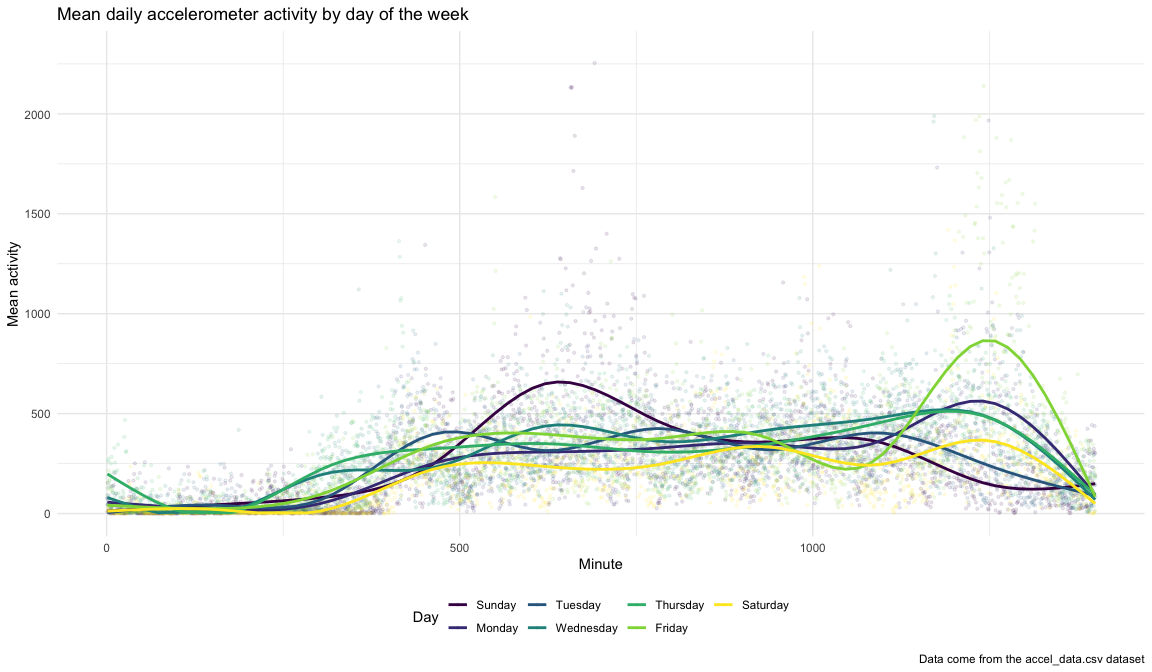 Mean daily accelerometer activity by day of the week
2000
1500
1000
500
0
Mean activity
0 500 1000
Minute
Day
Sunday Tuesday Thursday Saturday
Monday Wednesday Friday
Data come from the accel_data.csv dataset